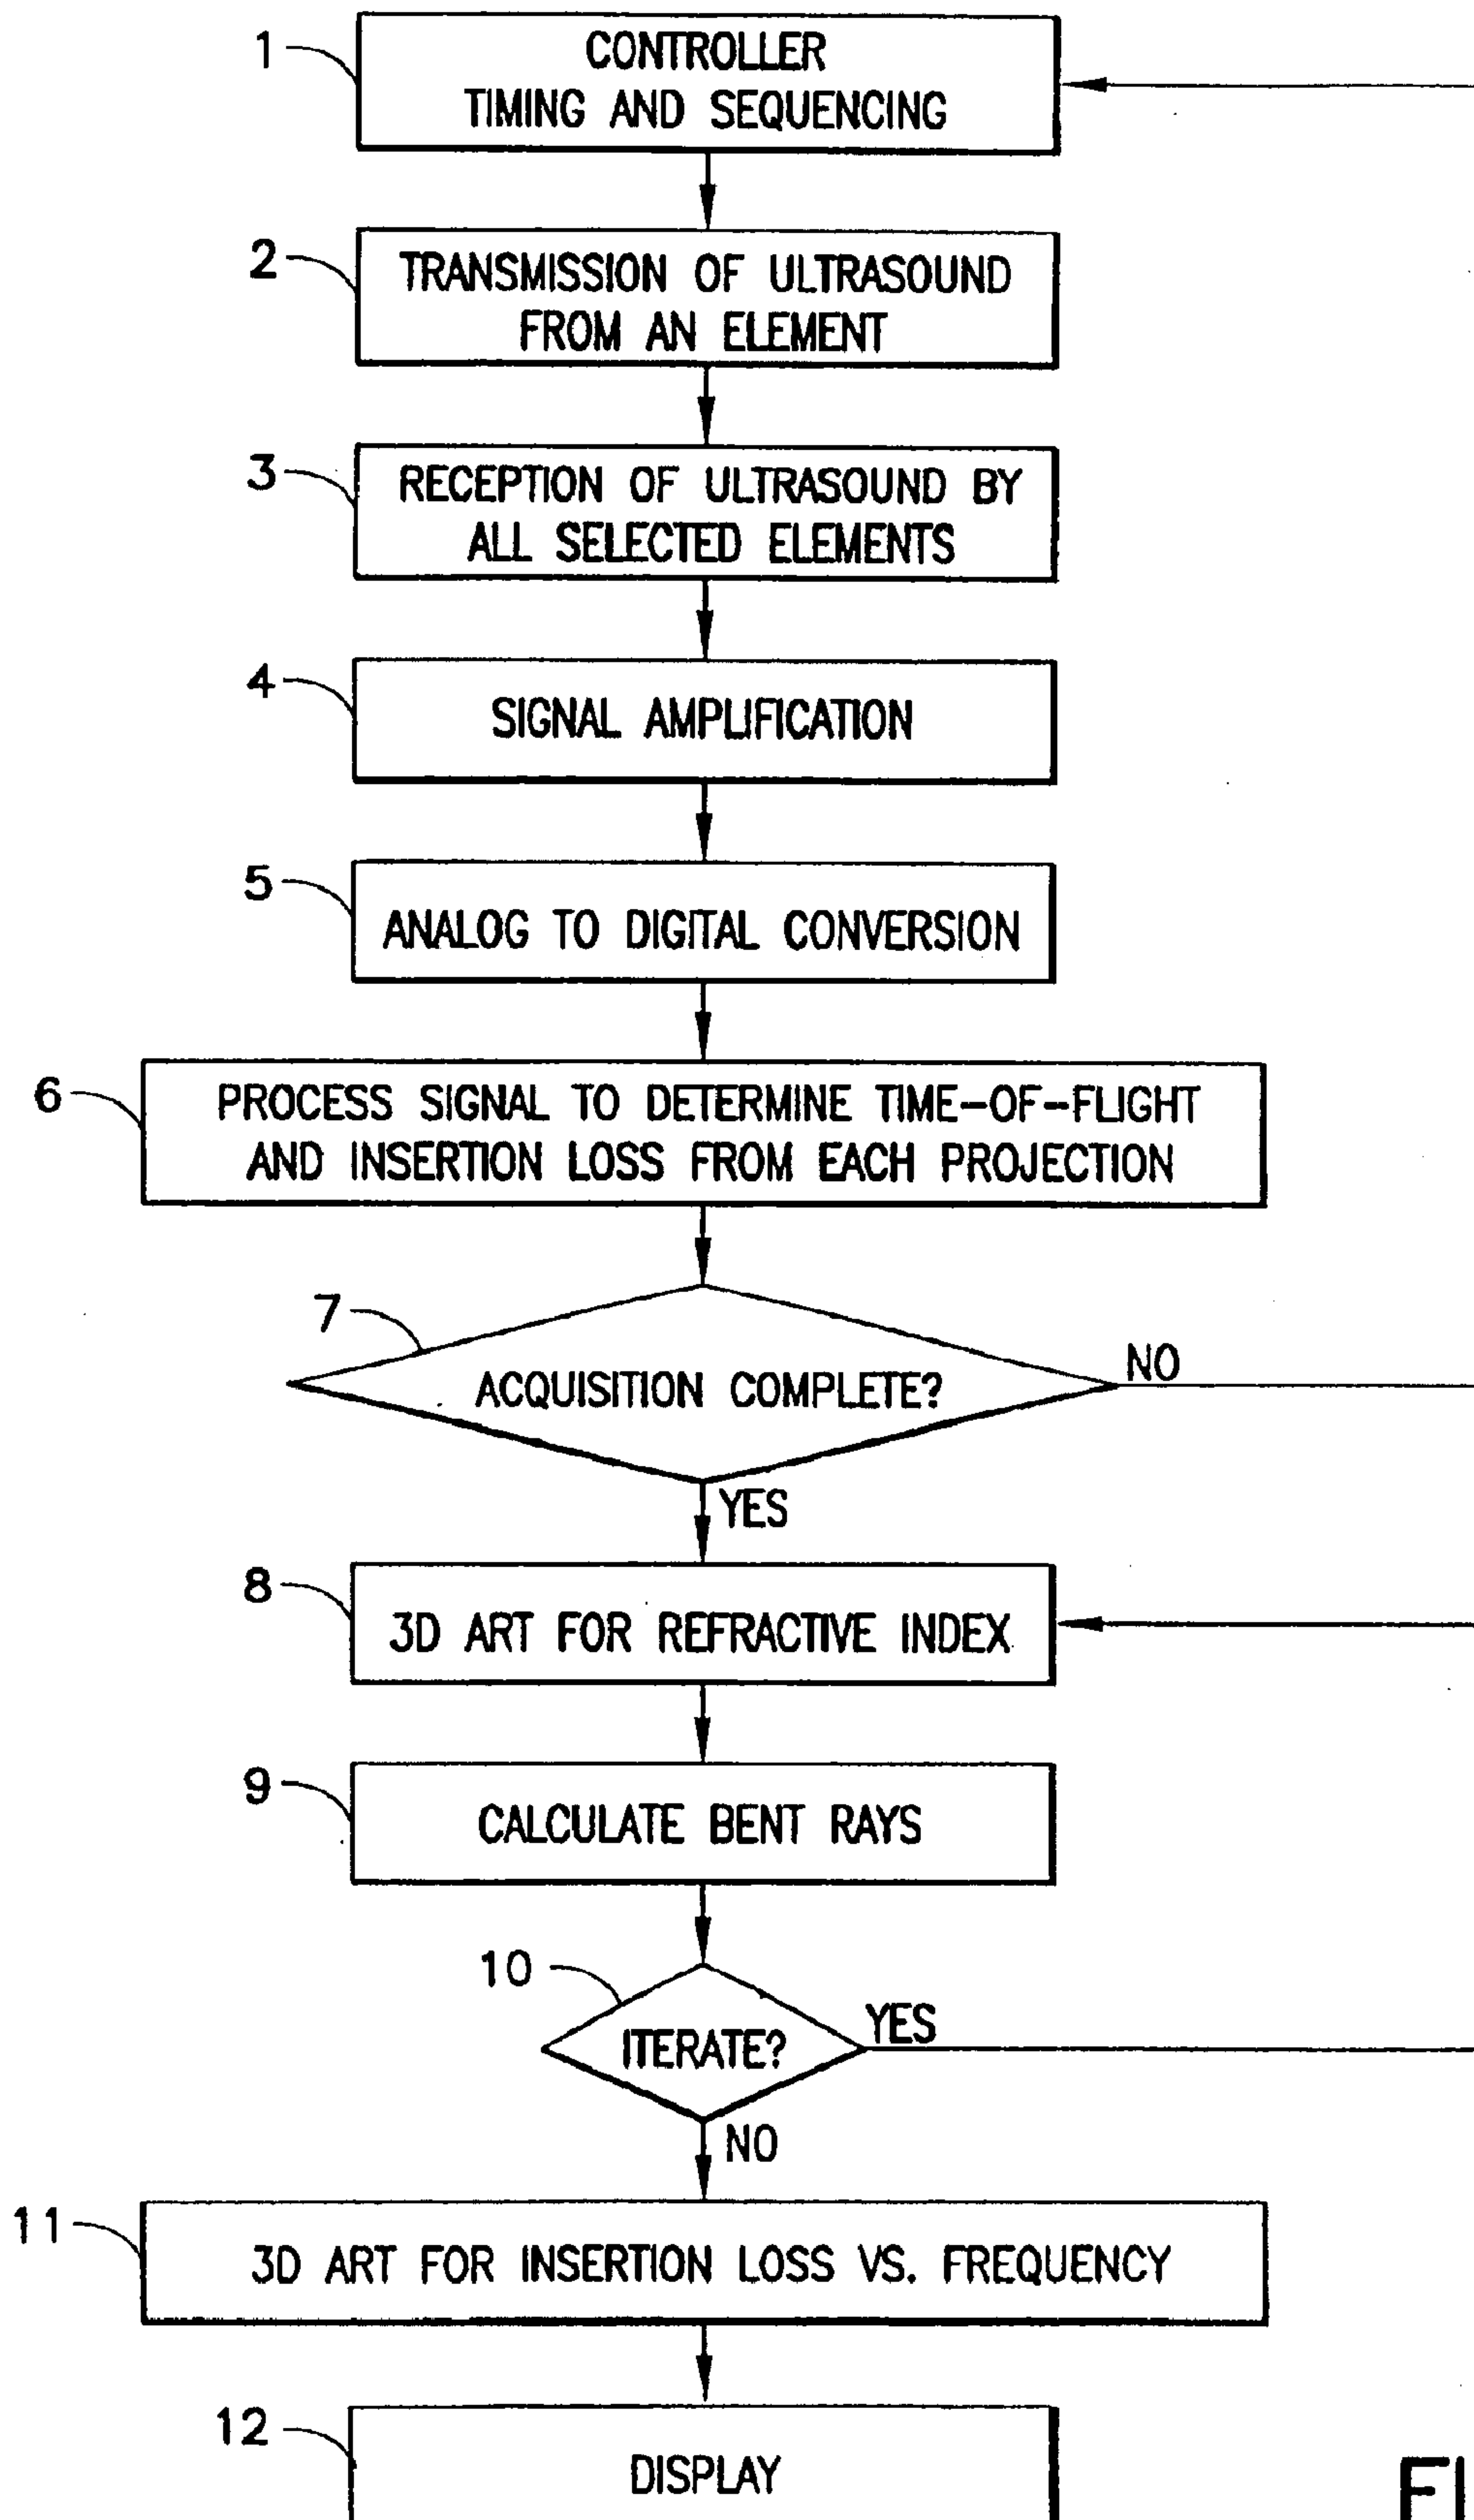 1
CONTROLLER
TIMING AND SEQUENCING
2
TRANSMISSION OF ULTRASOUND
FROM AN ELEMENT
3
RECEPTION OF ULTRASOUND BY
ALL SELECTED ELEMENTS
4
SIGNAL AMPLIFICATION
5
ANALOG TO DIGITAL CONVERSION
6
PROCESS SIGNAL TO DETERMINE TIME-OF-FLIGHT
AND INSERTION LOSS FROM EACH PROJECTION
7
ACQUISITION COMPLETE?
NO
YES
8
3D ART FOR REFRACTIVE INDEX
9
CALCULATE BENT RAYS
10
ITERATE?
YES
NO
11
3D ART FOR INSERTION LOSS VS. FREQUENCY
12
DISPLAY